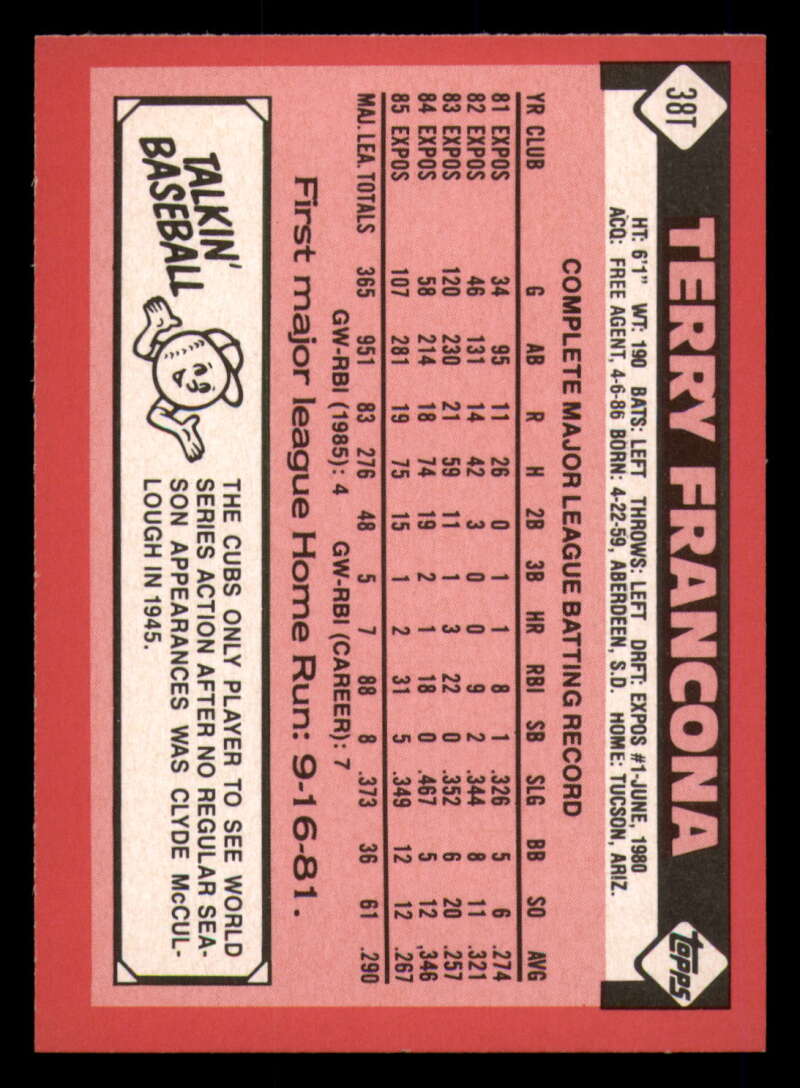 38T
TERRY FRANCONA
topps
HT: 6'1" WT: 190 BATS: LEFT THROWS: LEFT DRFT: EXPOS #1-JUNE, 1980
ACQ: FREE AGENT, 4-6-86 BORN: 4-22-59, ABERDEEN, S.D. HOME: TUCSON, ARIZ.
COMPLETE MAJOR LEAGUE BATTING RECORD
YR CLUB G AB R H 2B 3B HR RBI SB SLG BB SO AVG
81 EXPOS 34 95 11 26 0 1 1 8 1 .326 5 6 .274
82 EXPOS 46 131 14 42 3 0 0 9 2 .344 8 11 .321
83 EXPOS 120 230 21 59 11 1 3 22 0 .352 6 20 .257
84 EXPOS 58 214 18 74 19 2 1 18 0 .467 5 12 .346
85 EXPOS 107 281 19 75 15 1 2 31 5 .349 12 12 .267
MAJ. LEA. TOTALS 365 951 83 276 48 5 7 88 8 .373 36 61 .290
GW-RBI (1985): 4 GW-RBI (CAREER): 7
First major league Home Run: 9-16-81.
TALKIN'
BASEBALL
THE CUBS ONLY PLAYER TO SEE WORLD
SERIES ACTION AFTER NO REGULAR SEA-
SON APPEARANCES WAS CLYDE McCUL-
LOUGH IN 1945.